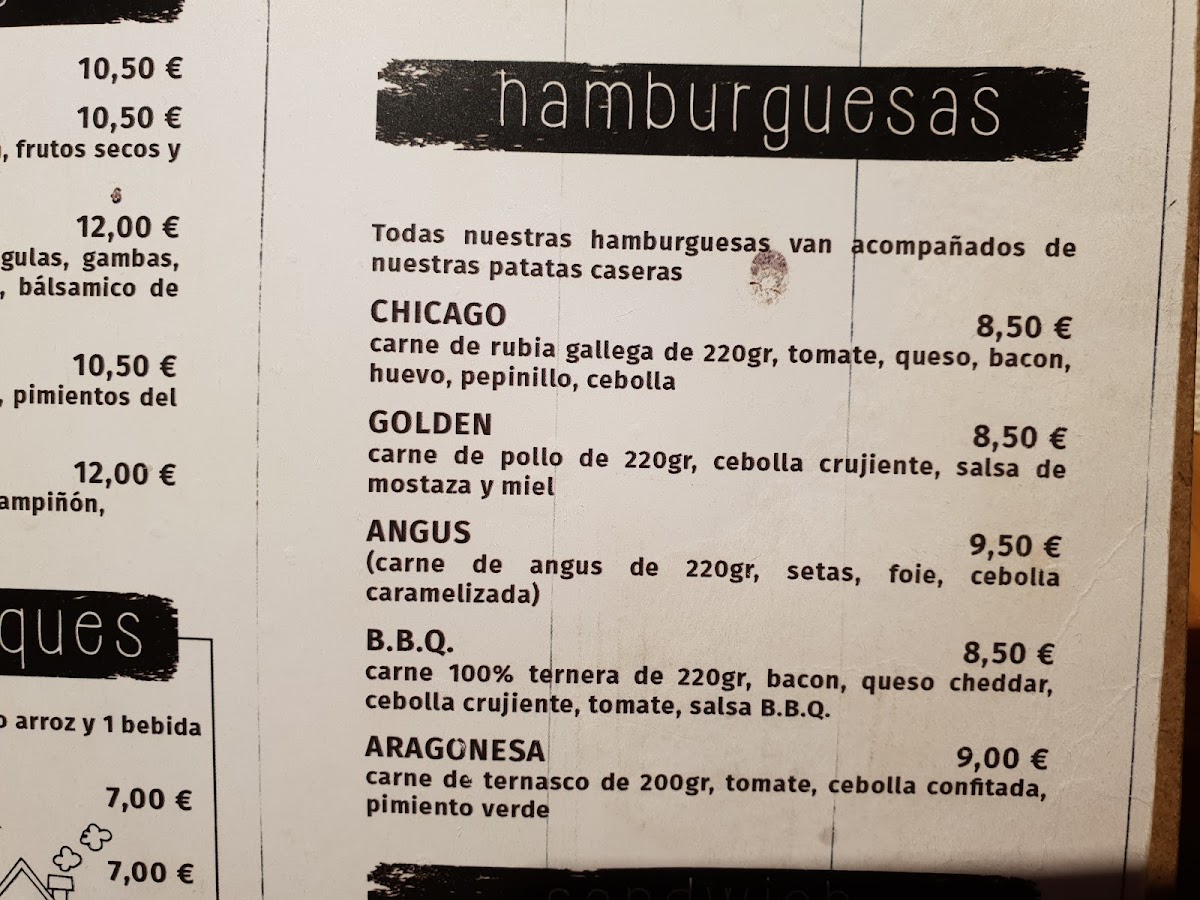 10,50 €
10,50 €
, frutos secos y
12,00 €
gulas, gambas,
, bálsamico de
10,50 €
, pimientos del
12,00 €
ampiñón,
ques
o arroz y 1 bebida
7,00 €
7,00 €
hamburguesas
Todas nuestras hamburguesas van acompañados de
nuestras patatas caseras
CHICAGO 8,50 €
carne de rubia gallega de 220gr, tomate, queso, bacon,
huevo, pepinillo, cebolla
GOLDEN 8,50 €
carne de pollo de 220gr, cebolla crujiente, salsa de
mostaza y miel
ANGUS 9,50 €
(carne de angus de 220gr, setas, foie, cebolla
caramelizada)
B.B.Q. 8,50 €
carne 100% ternera de 220gr, bacon, queso cheddar,
cebolla crujiente, tomate, salsa B.B.Q.
ARAGONESA 9,00 €
carne de ternasco de 200gr, tomate, cebolla confitada,
pimiento verde